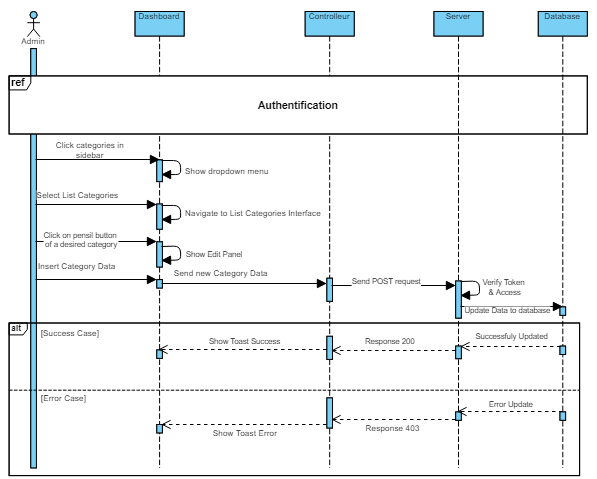 Admin
Dashboard
Controlleur
Server
Database
ref
Authentification
Click categories in
sidebar
Show dropdown menu
Select List Categories
Navigate to List Categories Interface
Click on pensil button
of a desired category
Show Edit Panel
Insert Category Data
Send new Category Data
Send POST request
Verify Token
& Access
Update Data to database
alt
[Success Case]
Show Toast Success
Response 200
Successfuly Updated
[Error Case]
Show Toast Error
Response 403
Error Update